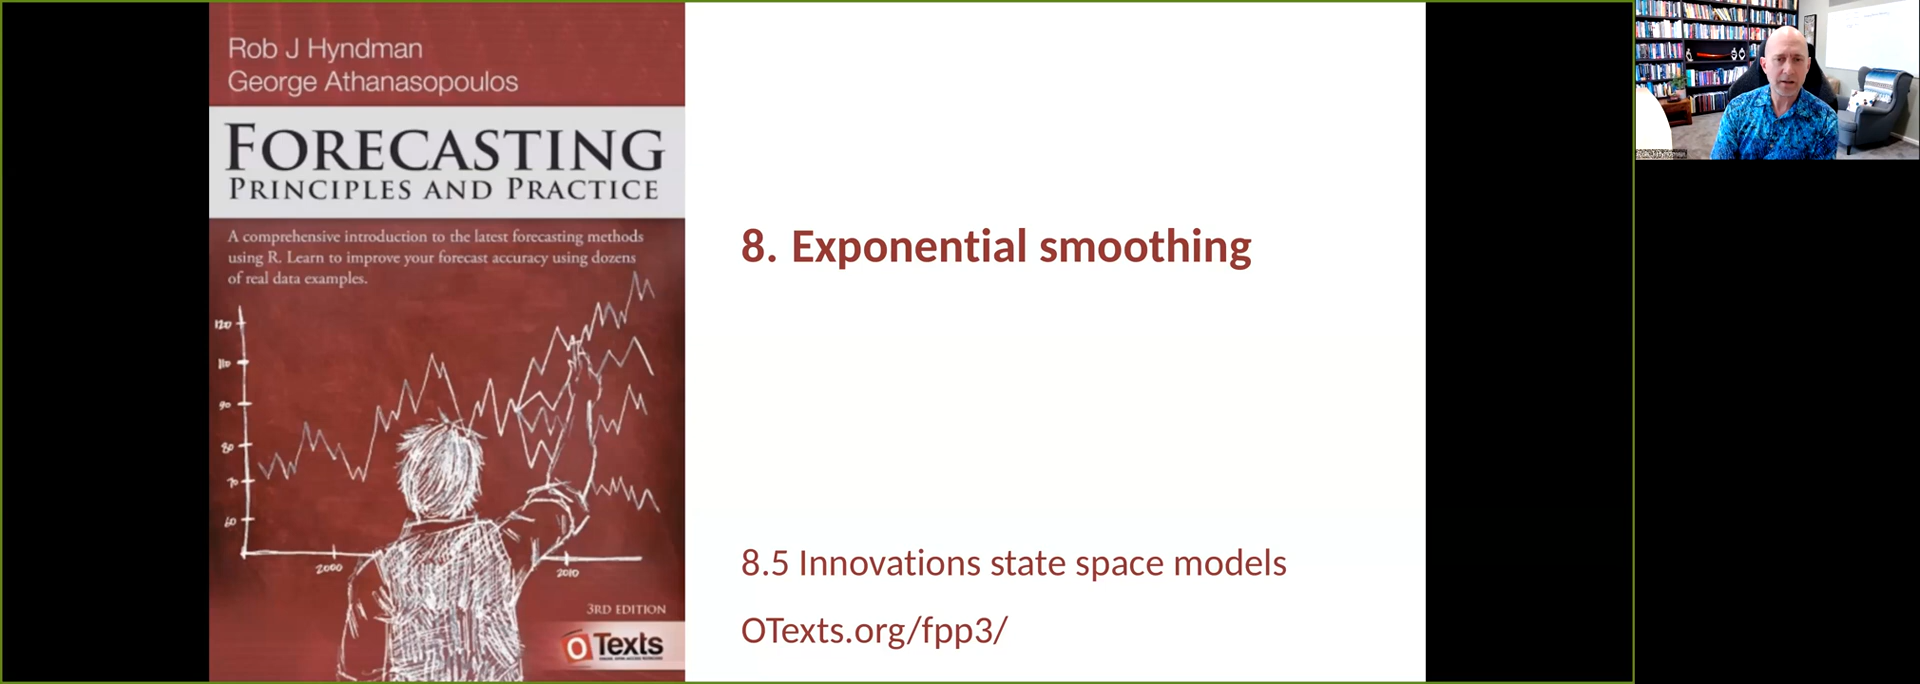 Rob J Hyndman
George Athanasopoulos
FORECASTING
PRINCIPLES AND PRACTICE
A comprehensive introduction to the latest forecasting methods
using R. Learn to improve your forecast accuracy using dozens
of real data examples.
120
110
90
80
70
60
2000
2010
3RD EDITION
OTexts
8. Exponential smoothing
8.5 Innovations state space models
OTexts.org/fpp3/